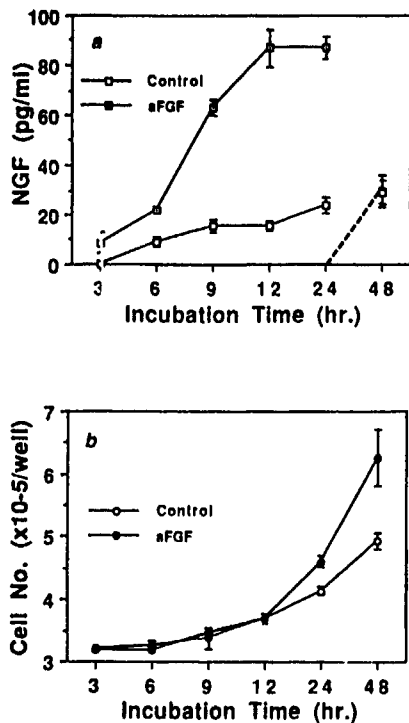 a
100
80
60
40
20
0
NGF (pg/ml)
Control
aFGF
3 6 9 12 24 48
Incubation Time (hr.)
b
7
6
5
4
3
Cell No. (x10-5/well)
Control
aFGF
3 6 9 12 24 48
Incubation Time (hr.)